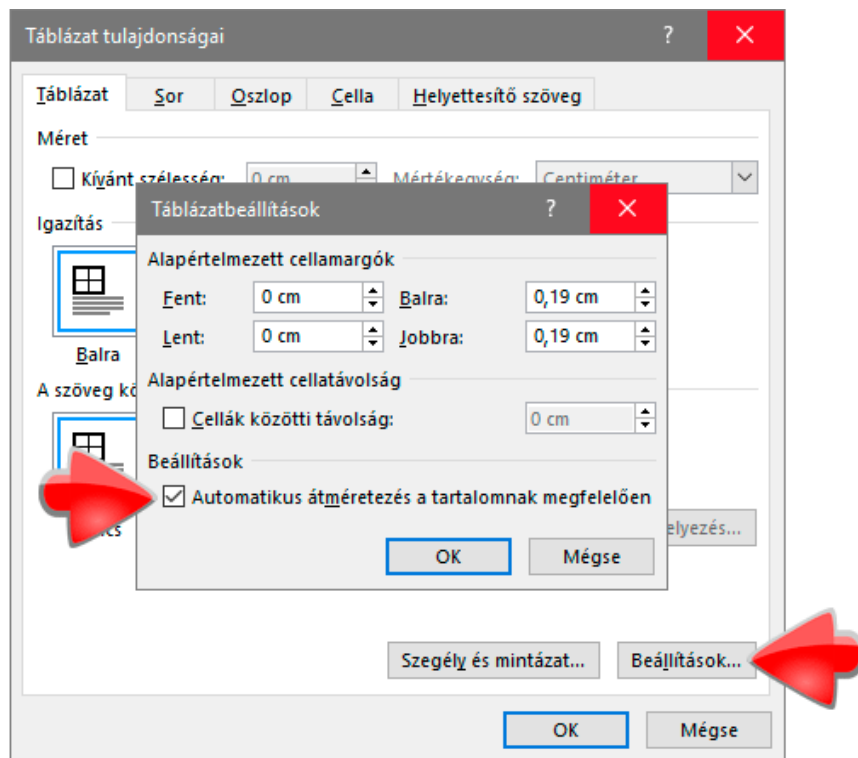 Táblázat tulajdonságai ?
Táblázat Sor Oszlop Cella Helyettesítő szöveg
Méret
Kívánt szélesség: 0 cm Mértékegység: Centiméter
Igazítás
Balra
A szöveg kö
Táblázatbeállítások ?
Alapértelmezett cellamargók
Fent: 0 cm Balra: 0,19 cm
Lent: 0 cm Jobbra: 0,19 cm
Alapértelmezett cellatávolság
Cellák közötti távolság: 0 cm
Beállítások
Automatikus átméretezés a tartalomnak megfelelően
OK Mégse
elyezés...
Szegély és mintázat... Beállítások...
OK Mégse